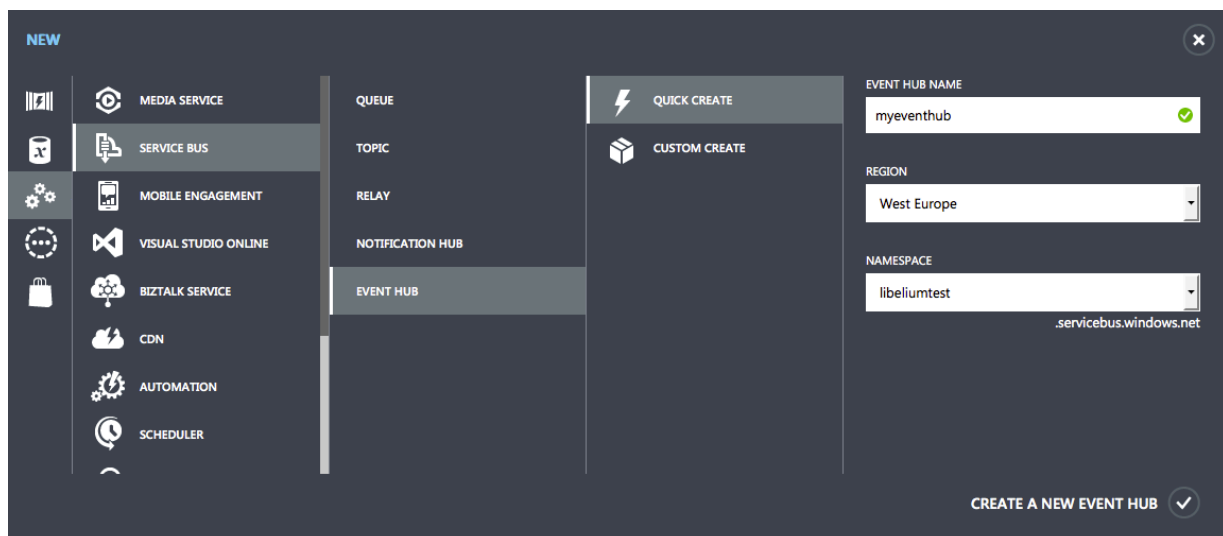 NEW
MEDIA SERVICE
SERVICE BUS
MOBILE ENGAGEMENT
VISUAL STUDIO ONLINE
BIZTALK SERVICE
CDN
AUTOMATION
SCHEDULER
QUEUE
TOPIC
RELAY
NOTIFICATION HUB
EVENT HUB
QUICK CREATE
CUSTOM CREATE
EVENT HUB NAME
myeventhub
REGION
West Europe
NAMESPACE
libeliumtest
.servicebus.windows.net
CREATE A NEW EVENT HUB